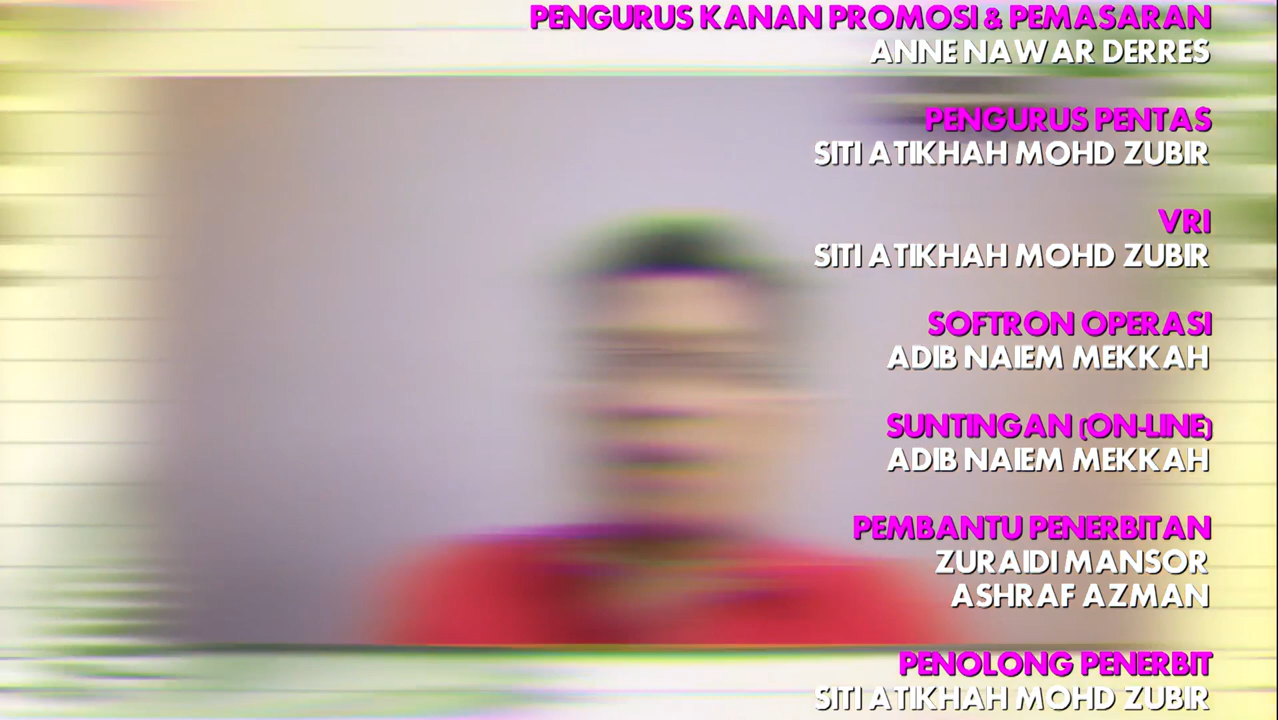 PENGURUS KANAN PROMOSI & PEMASARAN
ANNE NAWAR DERRES
PENGURUS PENTAS
SITI ATIKHAH MOHD ZUBIR
VRI
SITI ATIKHAH MOHD ZUBIR
SOFTRON OPERASI
ADIB NAIEM MEKKAH
SUNTINGAN (ON-LINE)
ADIB NAIEM MEKKAH
PEMBANTU PENERBITAN
ZURAIDI MANSOR
ASHRAF AZMAN
PENOLONG PENERBIT
SITI ATIKHAH MOHD ZUBIR